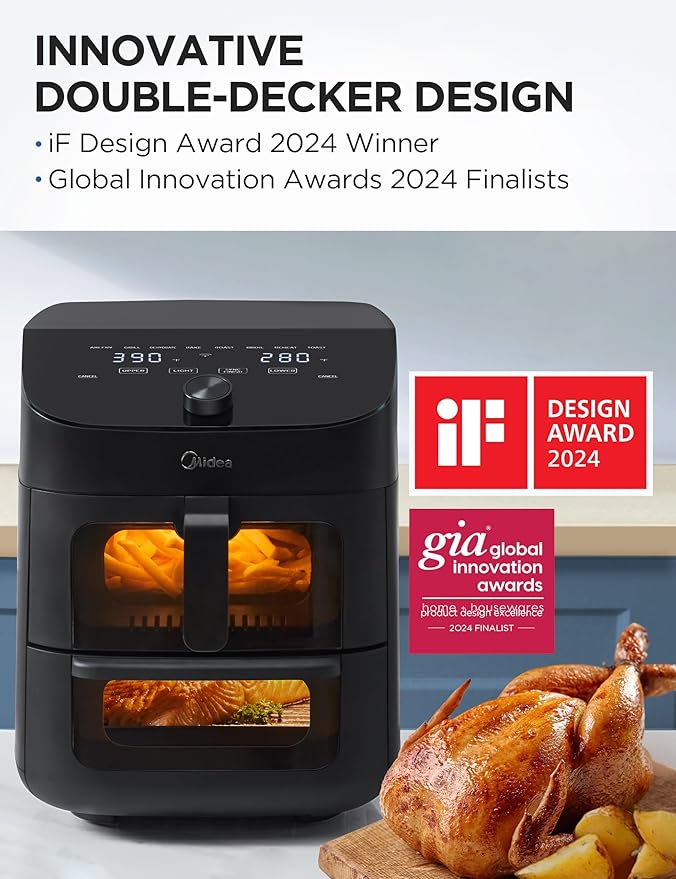 INNOVATIVE
DOUBLE-DECKER DESIGN
• iF Design Award 2024 Winner
• Global Innovation Awards 2024 Finalists
AIR FRY GRILL DEHYDRATE BAKE ROAST BROIL REHEAT TOAST
390 °F 280 °F
CANCEL UPPER LIGHT SYNC FINISH LOWER CANCEL
Midea
iF
DESIGN
AWARD
2024
gia® global
innovation
awards
home + housewares
product design excellence
2024 FINALIST